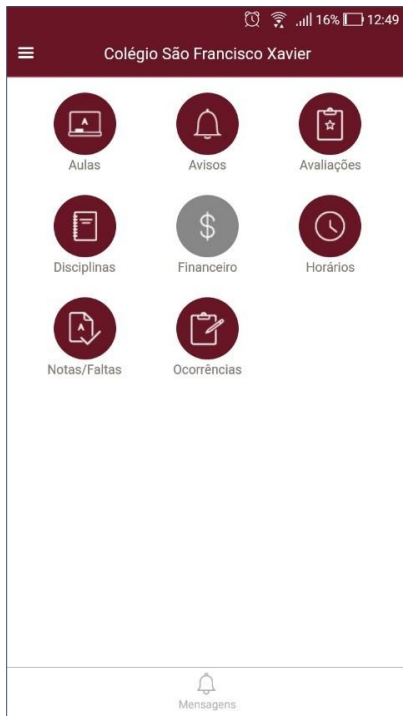 16% 12:49
Colégio São Francisco Xavier
Aulas Avisos Avaliações
Disciplinas Financeiro Horários
Notas/Faltas Ocorrências
Mensagens